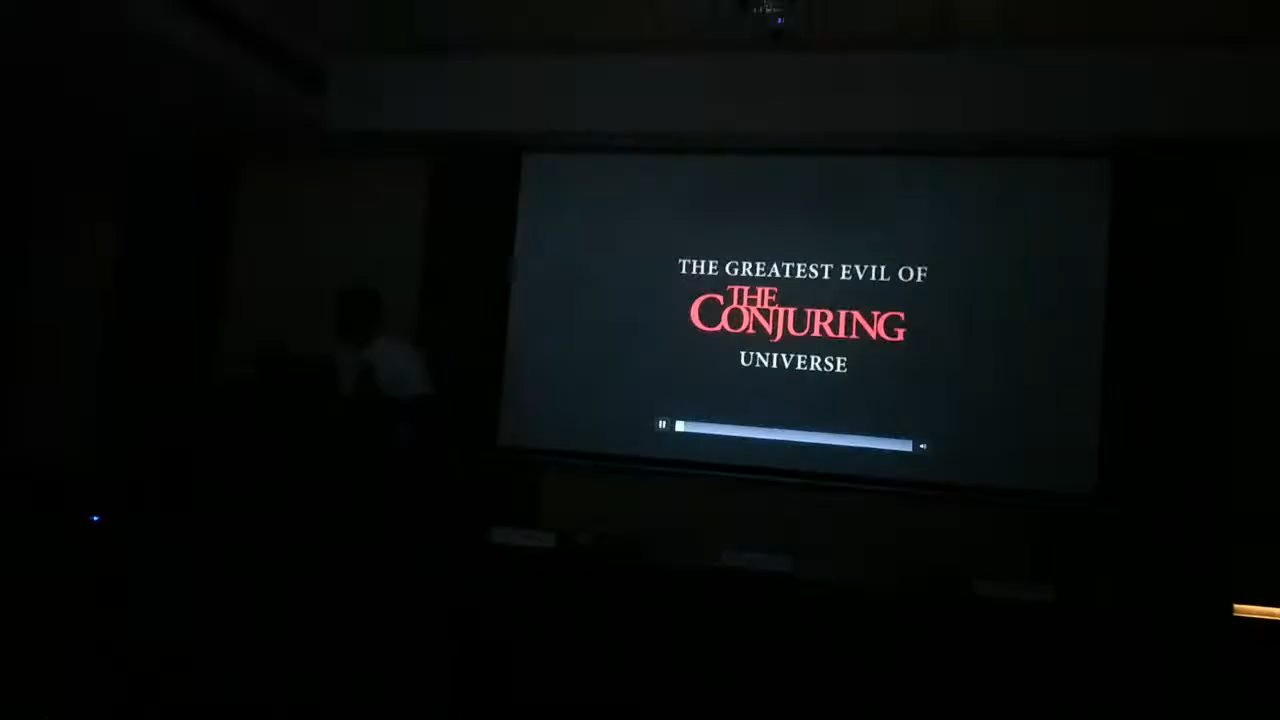 THE GREATEST EVIL OF
THE
CONJURING
UNIVERSE